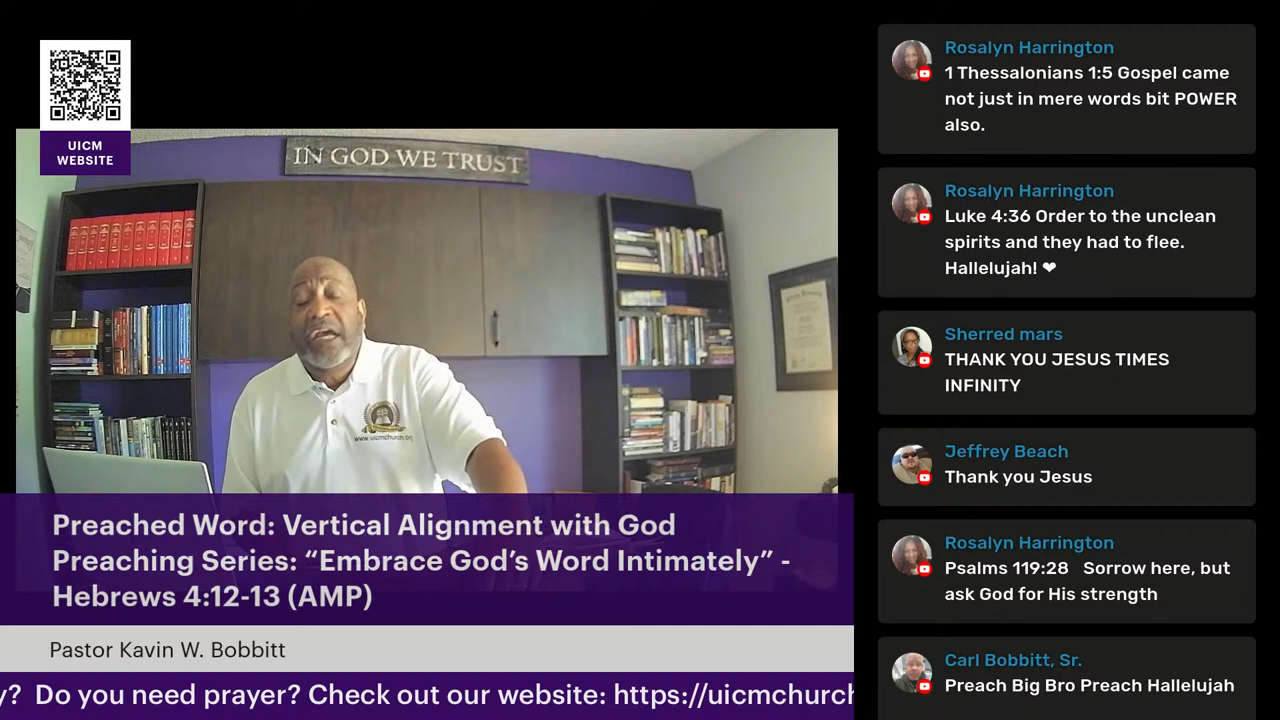 UICM
WEBSITE
IN GOD WE TRUST
www.uicmchurch.org
Preached Word: Vertical Alignment with God
Preaching Series: “Embrace God’s Word Intimately” -
Hebrews 4:12-13 (AMP)
Pastor Kavin W. Bobbitt
y? Do you need prayer? Check out our website: https://uicmchurch
Rosalyn Harrington
1 Thessalonians 1:5 Gospel came
not just in mere words bit POWER
also.
Rosalyn Harrington
Luke 4:36 Order to the unclean
spirits and they had to flee.
Hallelujah! ❤
Sherred mars
THANK YOU JESUS TIMES
INFINITY
Jeffrey Beach
Thank you Jesus
Rosalyn Harrington
Psalms 119:28 Sorrow here, but
ask God for His strength
Carl Bobbitt, Sr.
Preach Big Bro Preach Hallelujah